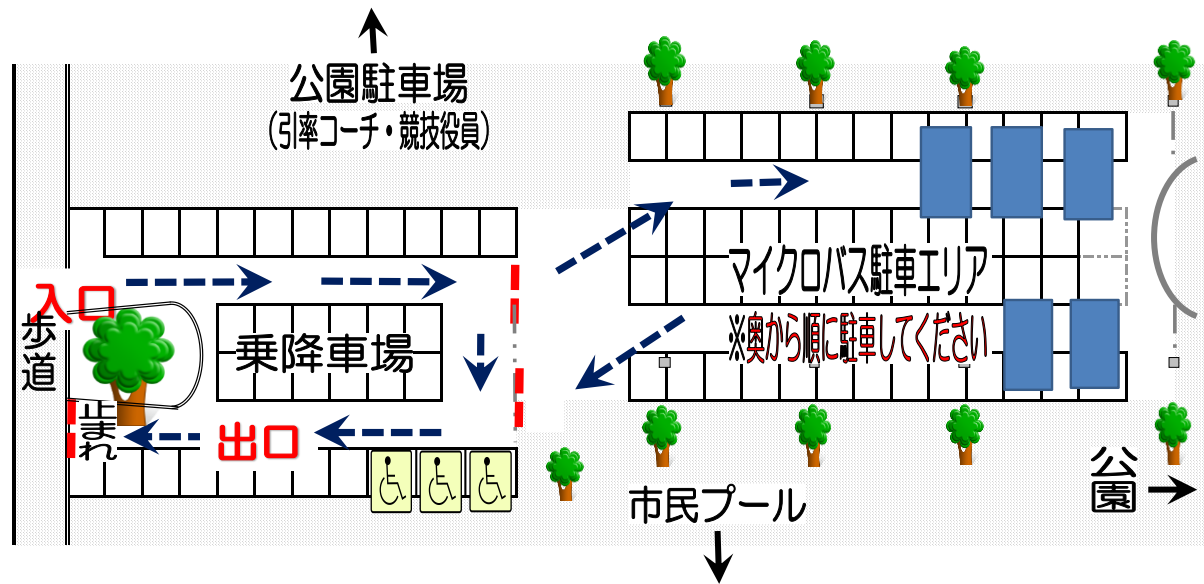 公園駐車場
（引率コーチ・競技役員）
入口
歩道
乗降車場
マイクロバス駐車エリア
※奥から順に駐車してください
止まれ
出口
公園
市民プール